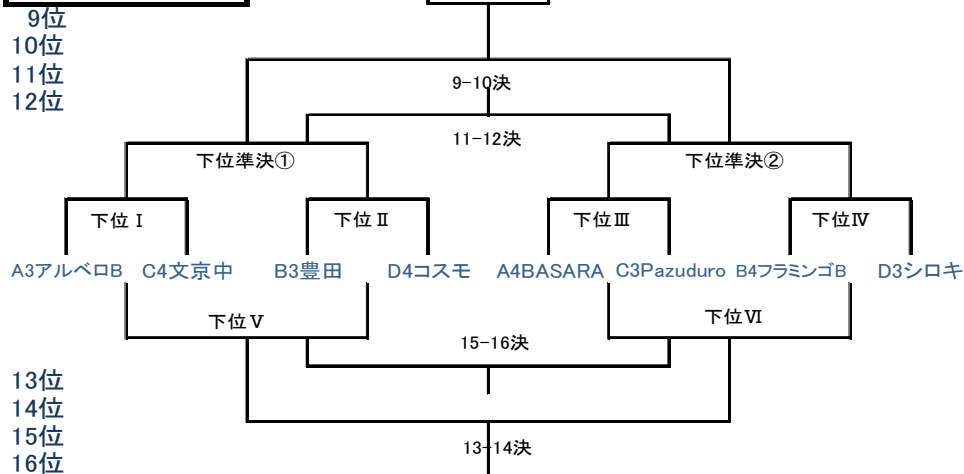 9位
10位
11位
12位
9-10決
11-12決
下位準決① 下位準決②
下位Ⅰ 下位Ⅱ 下位Ⅲ 下位Ⅳ
A3アルベロB C4文京中 B3豊田 D4コスモ A4BASARA C3Pazuduro B4フラミンゴB D3シロキ
下位Ⅴ 下位Ⅵ
15-16決
13位
14位
15位
16位
13-14決